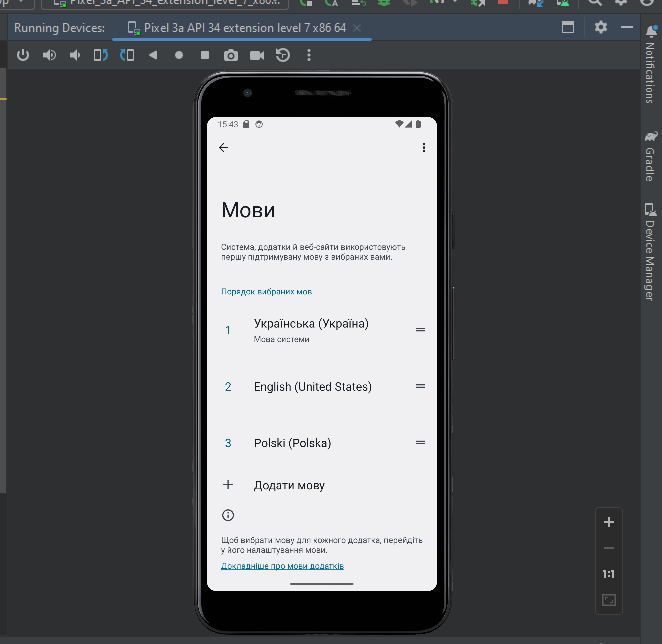 Pixel_3a_API_34_extension_level_7_x86...
Running Devices:
Pixel 3a API 34 extension level 7 x86 64
Notifications
Gradle
Device Manager
15:43
Мови
Система, додатки й веб-сайти використовують
першу підтримувану мову з вибраних вами.
Порядок вибраних мов
1 Українська (Україна)
Мова системи
2 English (United States)
3 Polski (Polska)
Додати мову
Щоб вибрати мову для кожного додатка, перейдіть
у його налаштування мови.
Докладніше про мови додатків
1:1